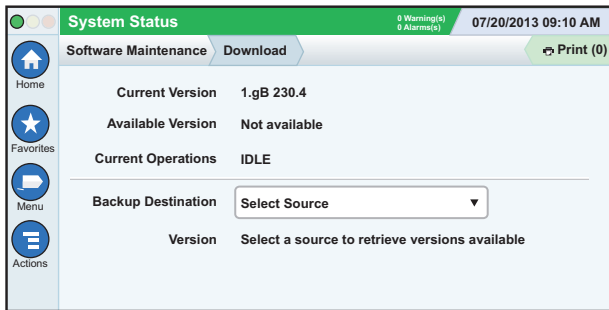 System Status
0 Warning(s)
0 Alarms(s)
07/20/2013 09:10 AM
Software Maintenance
Download
Print (0)
Home
Favorites
Menu
Actions
Current Version 1.gB 230.4
Available Version Not available
Current Operations IDLE
Backup Destination Select Source
Version Select a source to retrieve versions available